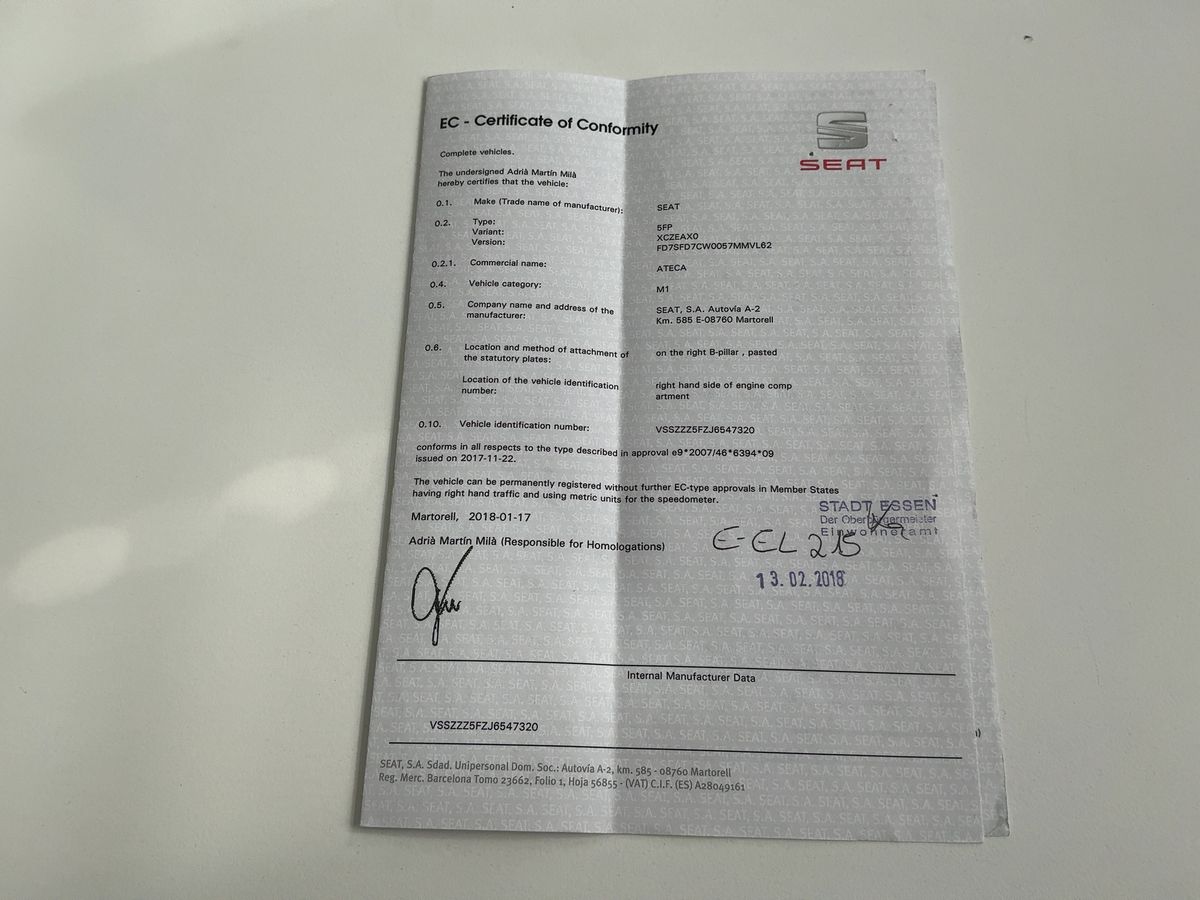 EC - Certificate of Conformity
SEAT
Complete vehicles.
The undersigned Adrià Martín Milà
hereby certifies that the vehicle:
0.1. Make (Trade name of manufacturer): SEAT
0.2. Type: 5FP
Variant: XCZEAX0
Version: FD7SFD7CW0057MMVL62
0.2.1. Commercial name: ATECA
0.4. Vehicle category: M1
0.5. Company name and address of the SEAT, S.A. Autovía A-2
manufacturer: Km. 585 E-08760 Martorell
0.6. Location and method of attachment of on the right B-pillar , pasted
the statutory plates:
Location of the vehicle identification right hand side of engine comp
number: artment
0.10. Vehicle identification number: VSSZZZ5FZJ6547320
conforms in all respects to the type described in approval e9*2007/46*6394*09
issued on 2017-11-22.
The vehicle can be permanently registered without further EC-type approvals in Member States
having right hand traffic and using metric units for the speedometer.
Martorell, 2018-01-17
STADT ESSEN
Der Oberbürgermeister
Einwohneramt
Adrià Martín Milà (Responsible for Homologations)
E-EL 215
13.02.2018
Internal Manufacturer Data
VSSZZZ5FZJ6547320
SEAT, S.A. Sdad. Unipersonal Dom. Soc.: Autovía A-2, km. 585 - 08760 Martorell
Reg. Merc. Barcelona Tomo 23662, Folio 1, Hoja 56855 - (VAT) C.I.F. (ES) A28049161